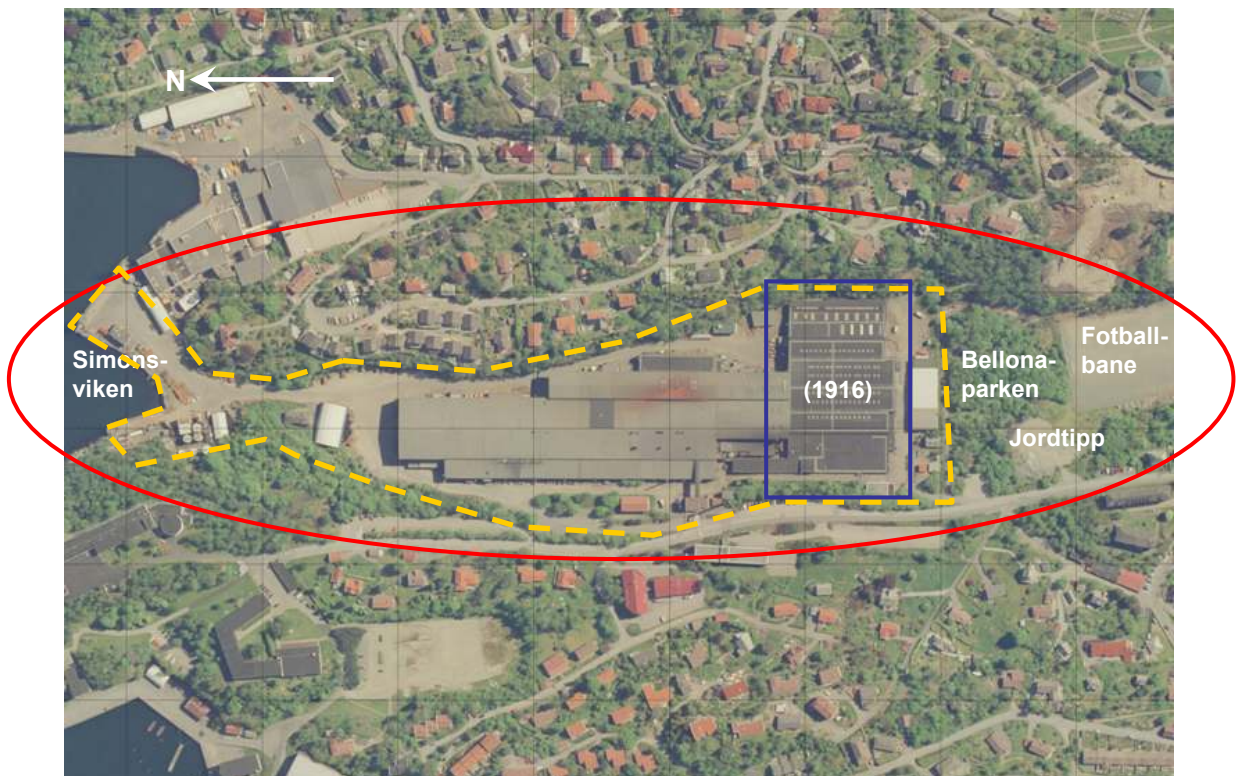 N
Simons-
viken
(1916)
Bellona-
parken
Fotball-
bane
Jordtipp